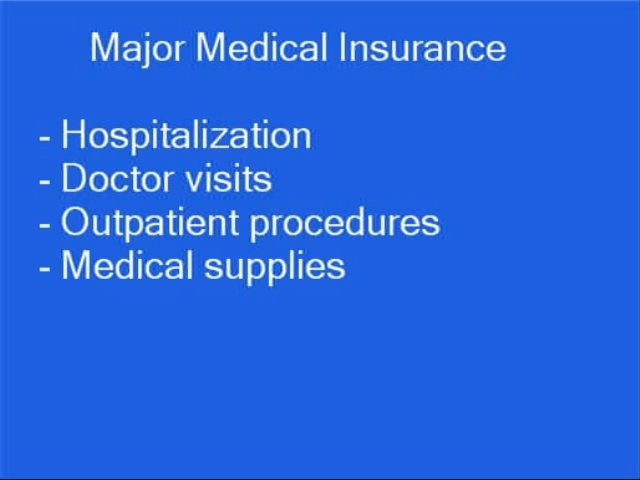 Major Medical Insurance
- Hospitalization
- Doctor visits
- Outpatient procedures
- Medical supplies